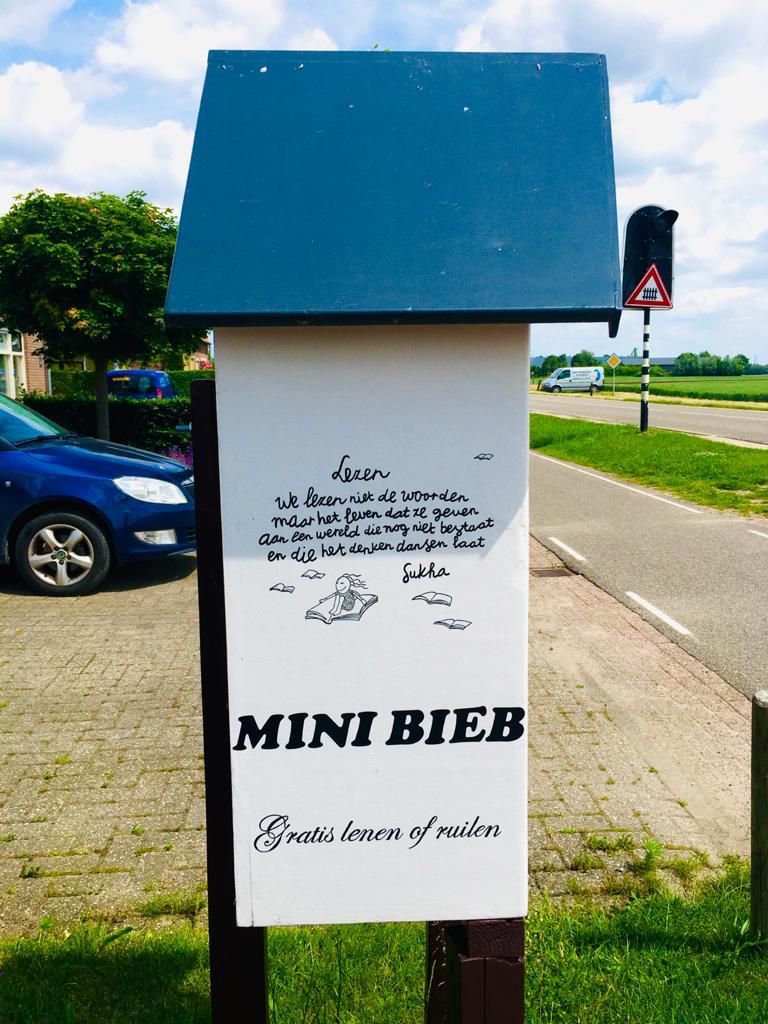 Lezen
we lezen niet de woorden
maar het leven dat ze geven
aan een wereld die nog niet bestaat
en die het denken dansen laat
Sukha
MINI BIEB
Gratis lenen of ruilen